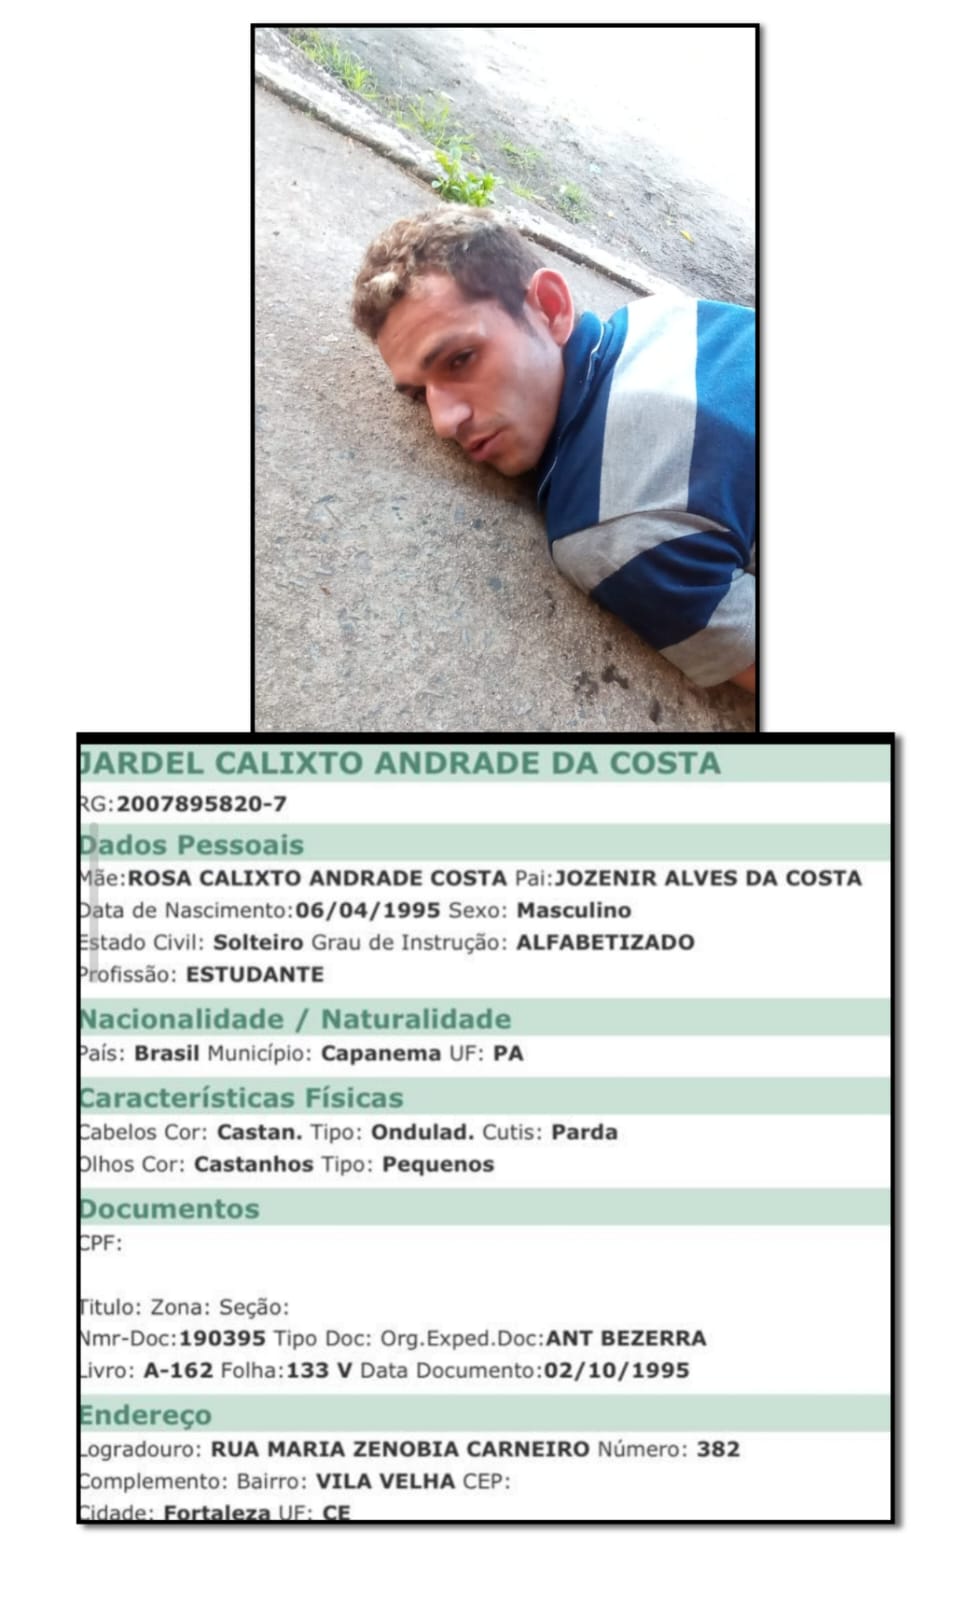 JARDEL CALIXTO ANDRADE DA COSTA
RG:2007895820-7
Dados Pessoais
Mãe:ROSA CALIXTO ANDRADE COSTA Pai:JOZENIR ALVES DA COSTA
Data de Nascimento:06/04/1995 Sexo: Masculino
Estado Civil: Solteiro Grau de Instrução: ALFABETIZADO
Profissão: ESTUDANTE
Nacionalidade / Naturalidade
País: Brasil Município: Capanema UF: PA
Características Físicas
Cabelos Cor: Castan. Tipo: Ondulad. Cutis: Parda
Olhos Cor: Castanhos Tipo: Pequenos
Documentos
CPF:
Titulo: Zona: Seção:
Nmr-Doc:190395 Tipo Doc: Org.Exped.Doc:ANT BEZERRA
Livro: A-162 Folha:133 V Data Documento:02/10/1995
Endereço
Logradouro: RUA MARIA ZENOBIA CARNEIRO Número: 382
Complemento: Bairro: VILA VELHA CEP:
Cidade: Fortaleza UF: CE